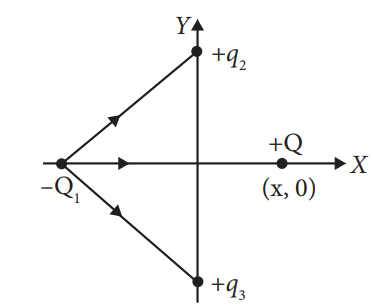 Y
+q₂
+Q
X
−Q₁
(x, 0)
+q₃